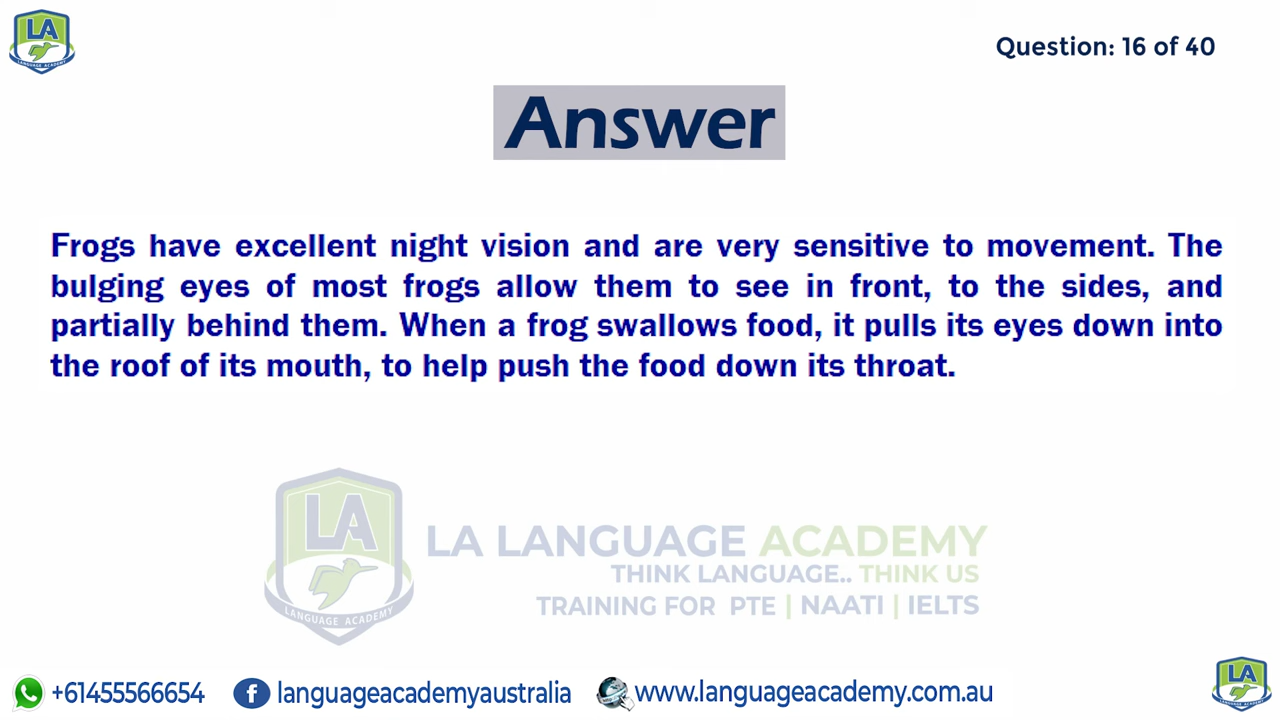 LA
LANGUAGE ACADEMY
Question: 16 of 40
Answer
Frogs have excellent night vision and are very sensitive to movement. The
bulging eyes of most frogs allow them to see in front, to the sides, and
partially behind them. When a frog swallows food, it pulls its eyes down into
the roof of its mouth, to help push the food down its throat.
LA
LANGUAGE ACADEMY
LA LANGUAGE ACADEMY
THINK LANGUAGE.. THINK US
TRAINING FOR PTE | NAATI | IELTS
+61455566654
languageacademyaustralia
www.languageacademy.com.au
LA
LANGUAGE ACADEMY